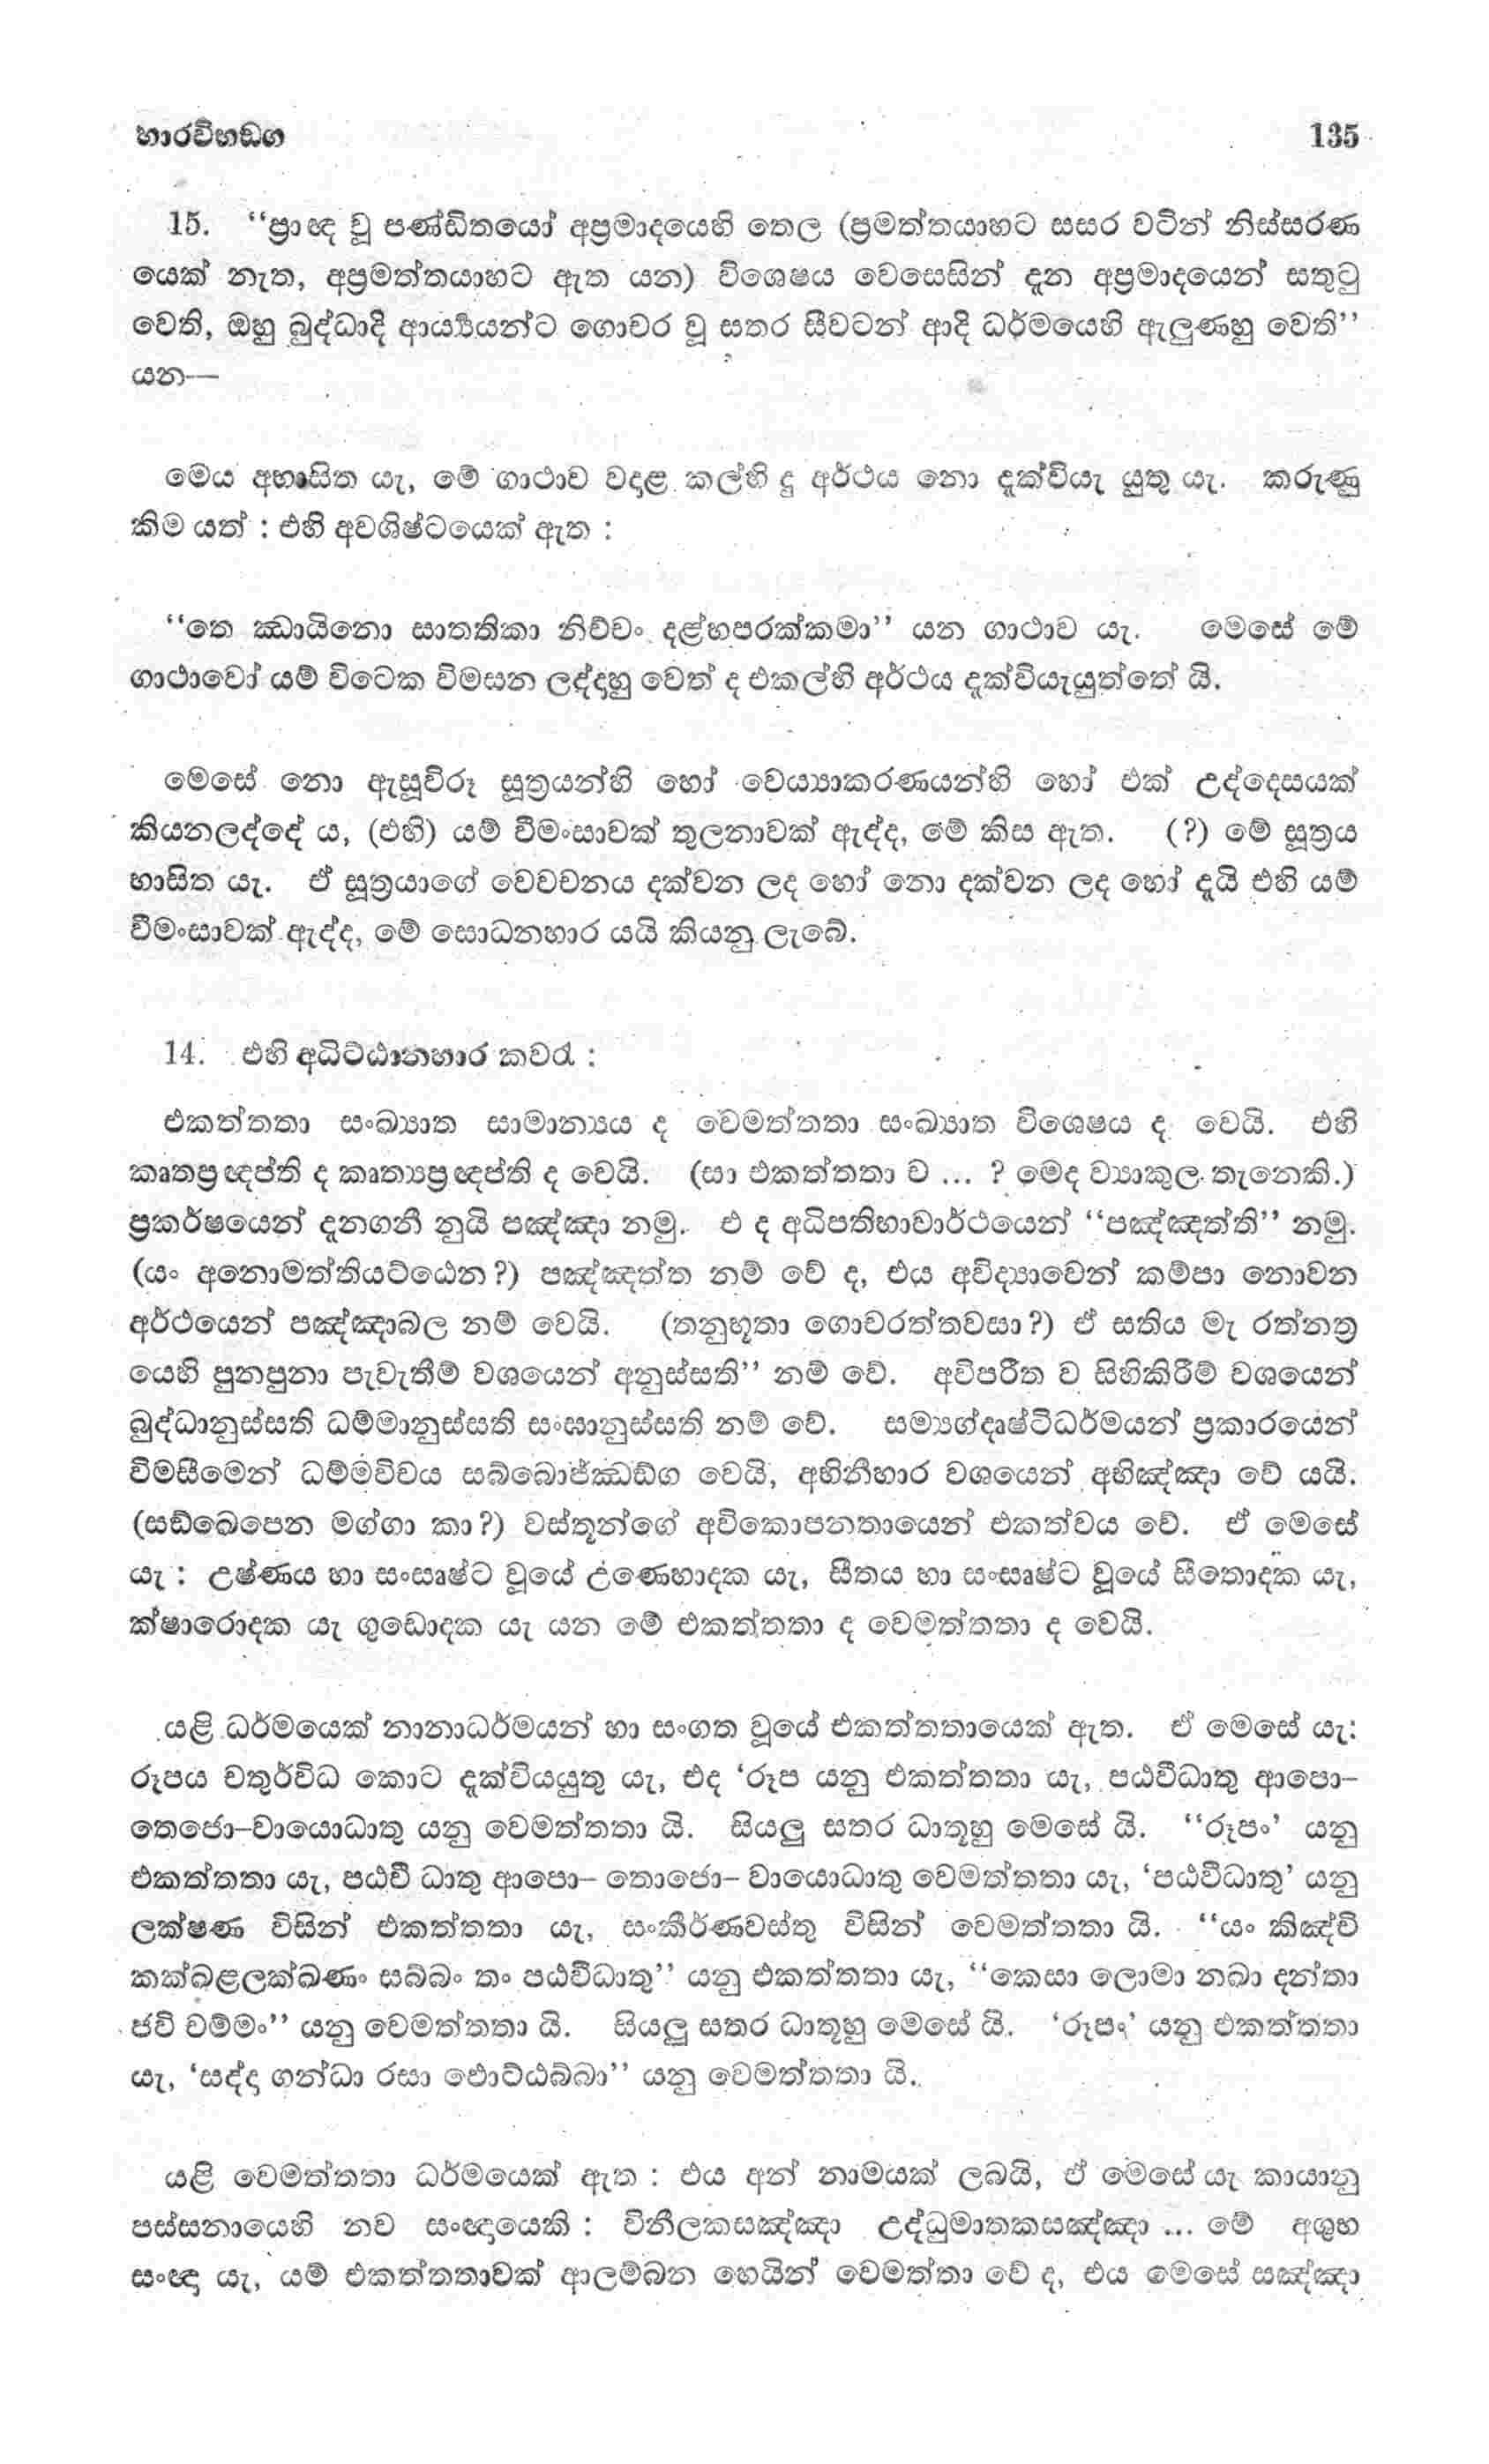 හාරවිභඞග 135
15. “ප්‍රාඥ වූ පණ්ඩිතයෝ අප්‍රමාදයෙහි තෙල (ප්‍රමත්තයාහට සසර වටින් නිස්සරණ
යෙක් නැත, අප්‍රමත්තයාහට ඇත යන) විශෙෂය වෙසෙසින් දැන අප්‍රමාදයෙන් සතුටු
වෙති, ඔහු බුද්ධාදි ආර්‍ය්‍යයන්ට ගොචර වූ සතර සීවටන් ආදි ධර්මයෙහි ඇලුණහු වෙති”
යන—
මෙය අභාසිත යැ, මේ ගාථාව වදාළ කල්හි දු අර්ථය නො දැක්වියැ යුතු යැ. කරුණු
කිම යත් : එහි අවශිෂ්ටයෙක් ඇත :
“තෙ ඣායිනො සාතතිකා නිච්චං දළ්හපරක්කමා” යන ගාථාව යැ. මෙසේ මේ
ගාථාවෝ යම් විටෙක විමසන ලද්දාහු වෙත් ද එකල්හි අර්ථය දැක්වියැයුත්තේ යි.
මෙසේ නො ඇසූවිරූ සූත්‍රයන්හි හෝ වෙය්‍යාකරණයන්හි හෝ එක් උද්දෙසයක්
කියනලද්දේ ය, (එහි) යම් වීමංසාවක් තුලනාවක් ඇද්ද, මේ කිස ඇත. (?) මේ සූත්‍රය
භාසිත යැ. ඒ සූත්‍රයාගේ වෙවචනය දක්වන ලද හෝ නො දක්වන ලද හෝ දැයි එහි යම්
වීමංසාවක් ඇද්ද, මේ සොධනහාර යයි කියනු ලැබේ.
14. එහි අධිට්ඨානහාර කවරැ :
එකත්තතා සංඛ්‍යාත සාමාන්‍යය ද වෙමත්තතා සංඛ්‍යාත විශෙෂය ද වෙයි. එහි
කෘතප්‍රඥප්ති ද කෘත්‍යප්‍රඥප්ති ද වෙයි. (සා එකත්තතා ච ... ? මෙද ව්‍යාකුල තැනෙකි.)
ප්‍රකර්ෂයෙන් දැනගනී නුයි පඤ්ඤා නමු. එ ද අධිපතිභාවාර්ථයෙන් “පඤ්ඤත්ති” නමු.
(යං අනොමත්තියට්ඨෙන?) පඤ්ඤත්ත නම් වේ ද, එය අවිද්‍යාවෙන් කම්පා නොවන
අර්ථයෙන් පඤ්ඤාබල නම් වෙයි. (තනුභූතා ගොචරත්තවසා?) ඒ සතිය මැ රත්නත්‍ර
යෙහි පුනපුනා පැවැතීම් වශයෙන් අනුස්සති” නම් වේ. අවිපරීත ව සිහිකිරීම් වශයෙන්
බුද්ධානුස්සති ධම්මානුස්සති සංඝානුස්සති නම් වේ. සම්‍යග්දෘෂ්ටිධර්මයන් ප්‍රකාරයෙන්
විමසීමෙන් ධම්මවිචය සබ්බොජ්ඣඞ්ග වෙයි, අභිනීහාර වශයෙන් අභිඤ්ඤා වේ යයි.
(සඞ්ඛෙපෙන මග්ගා කා?) වස්තූන්ගේ අවිකොපනතායෙන් එකත්වය වේ. ඒ මෙසේ
යැ : උෂ්ණය හා සංසෘෂ්ට වූයේ උණෙහාදක යැ, සීතය හා සංසෘෂ්ට වූයේ සීතොදක යැ,
ක්ෂාරොදක යැ ගුඩොදක යැ යන මේ එකත්තතා ද වෙමත්තතා ද වෙයි.
යළි ධර්මයෙක් නානාධර්මයන් හා සංගත වූයේ එකත්තතායෙක් ඇත. ඒ මෙසේ යැ:
රූපය චතුර්විධ කොට දැක්වියයුතු යැ, එද ‘රූප යනු එකත්තතා යැ, පඨවීධාතු ආපො–
තෙජො–වායොධාතු යනු වෙමත්තතා යි. සියලු සතර ධාතූහු මෙසේ යි. “රූපං’ යනු
එකත්තතා යැ, පඨවී ධාතු ආපො– තොජො– වායොධාතු වෙමත්තතා යැ, ‘පඨවීධාතු’ යනු
ලක්ෂණ විසින් එකත්තතා යැ, සංකීර්ණවස්තු විසින් වෙමත්තතා යි. “යං කිඤ්චි
කක්ඛළලක්ඛණං සබ්බං තං පඨවීධාතු” යනු එකත්තතා යැ, “කෙසා ලොමා නඛා දන්තා
ඡවි චම්මං” යනු වෙමත්තතා යි. සියලු සතර ධාතූහු මෙසේ යි. ‘රූපං’ යනු එකත්තතා
යැ, ‘සද්දා ගන්ධා රසා ඵොට්ඨබ්බා” යනු වෙමත්තතා යි.
යළි වෙමත්තතා ධර්මයෙක් ඇත : එය අන් නාමයක් ලබයි, ඒ මෙසේ යැ කායානු
පස්සනායෙහි නව සංඥායෙකි : විනීලකසඤ්ඤා උද්ධුමාතකසඤ්ඤා ... මේ අශුභ
සංඥා යැ, යම් එකත්තතාවක් ආලම්බන හෙයින් වෙමත්තා වේ ද, එය මෙසේ සඤ්ඤා